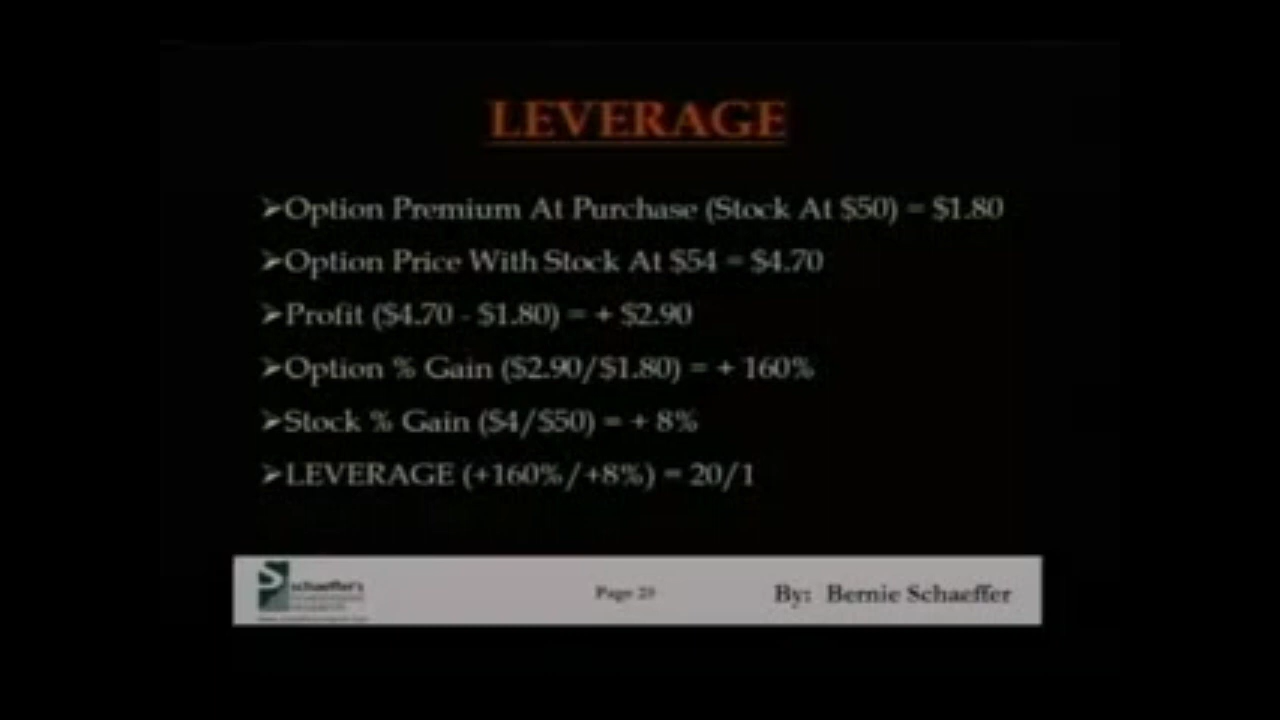 LEVERAGE
➢Option Premium At Purchase (Stock At $50) = $1.80
➢Option Price With Stock At $54 = $4.70
➢Profit ($4.70 - $1.80) = + $2.90
➢Option % Gain ($2.90/$1.80) = + 160%
➢Stock % Gain ($4/$50) = + 8%
➢LEVERAGE (+160%/+8%) = 20/1
schaeffer's
Page
By: Bernie Schaeffer